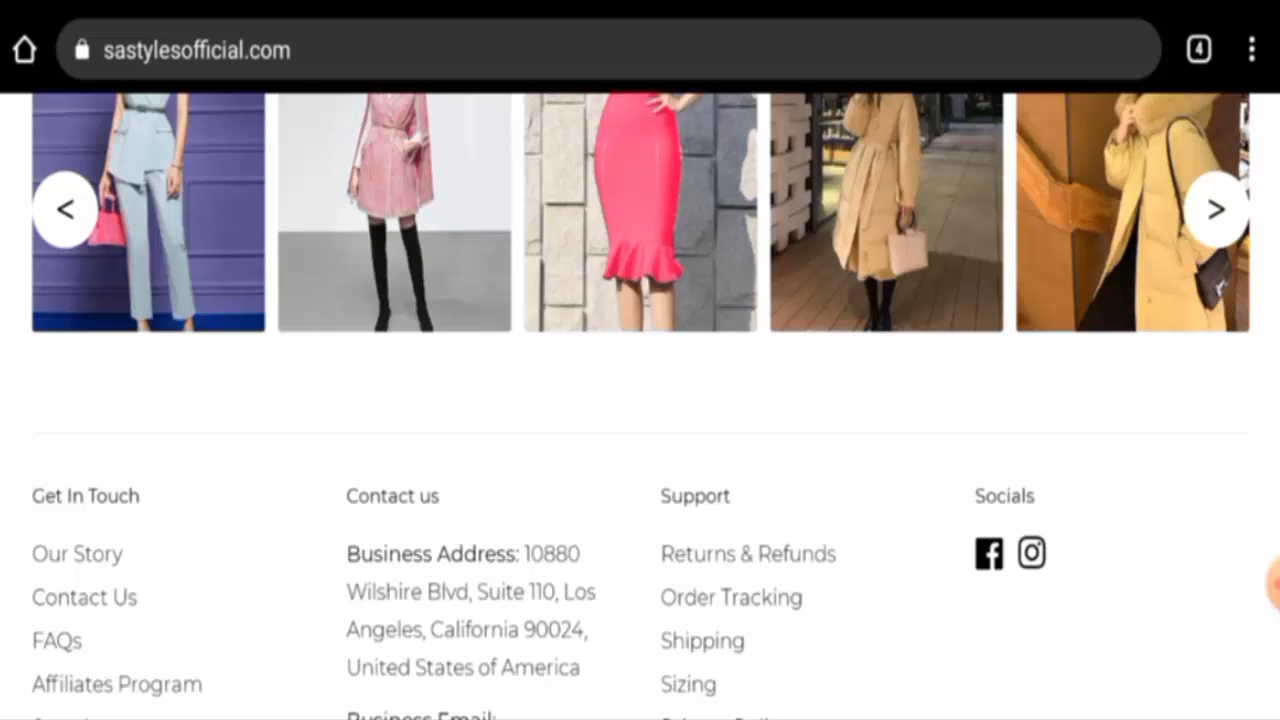 sastylesofficial.com
4
<
>
Get In Touch
Our Story
Contact Us
FAQs
Affiliates Program
Contact us
Business Address: 10880
Wilshire Blvd, Suite 110, Los
Angeles, California 90024,
United States of America
Business Email:
Support
Returns & Refunds
Order Tracking
Shipping
Sizing
Socials